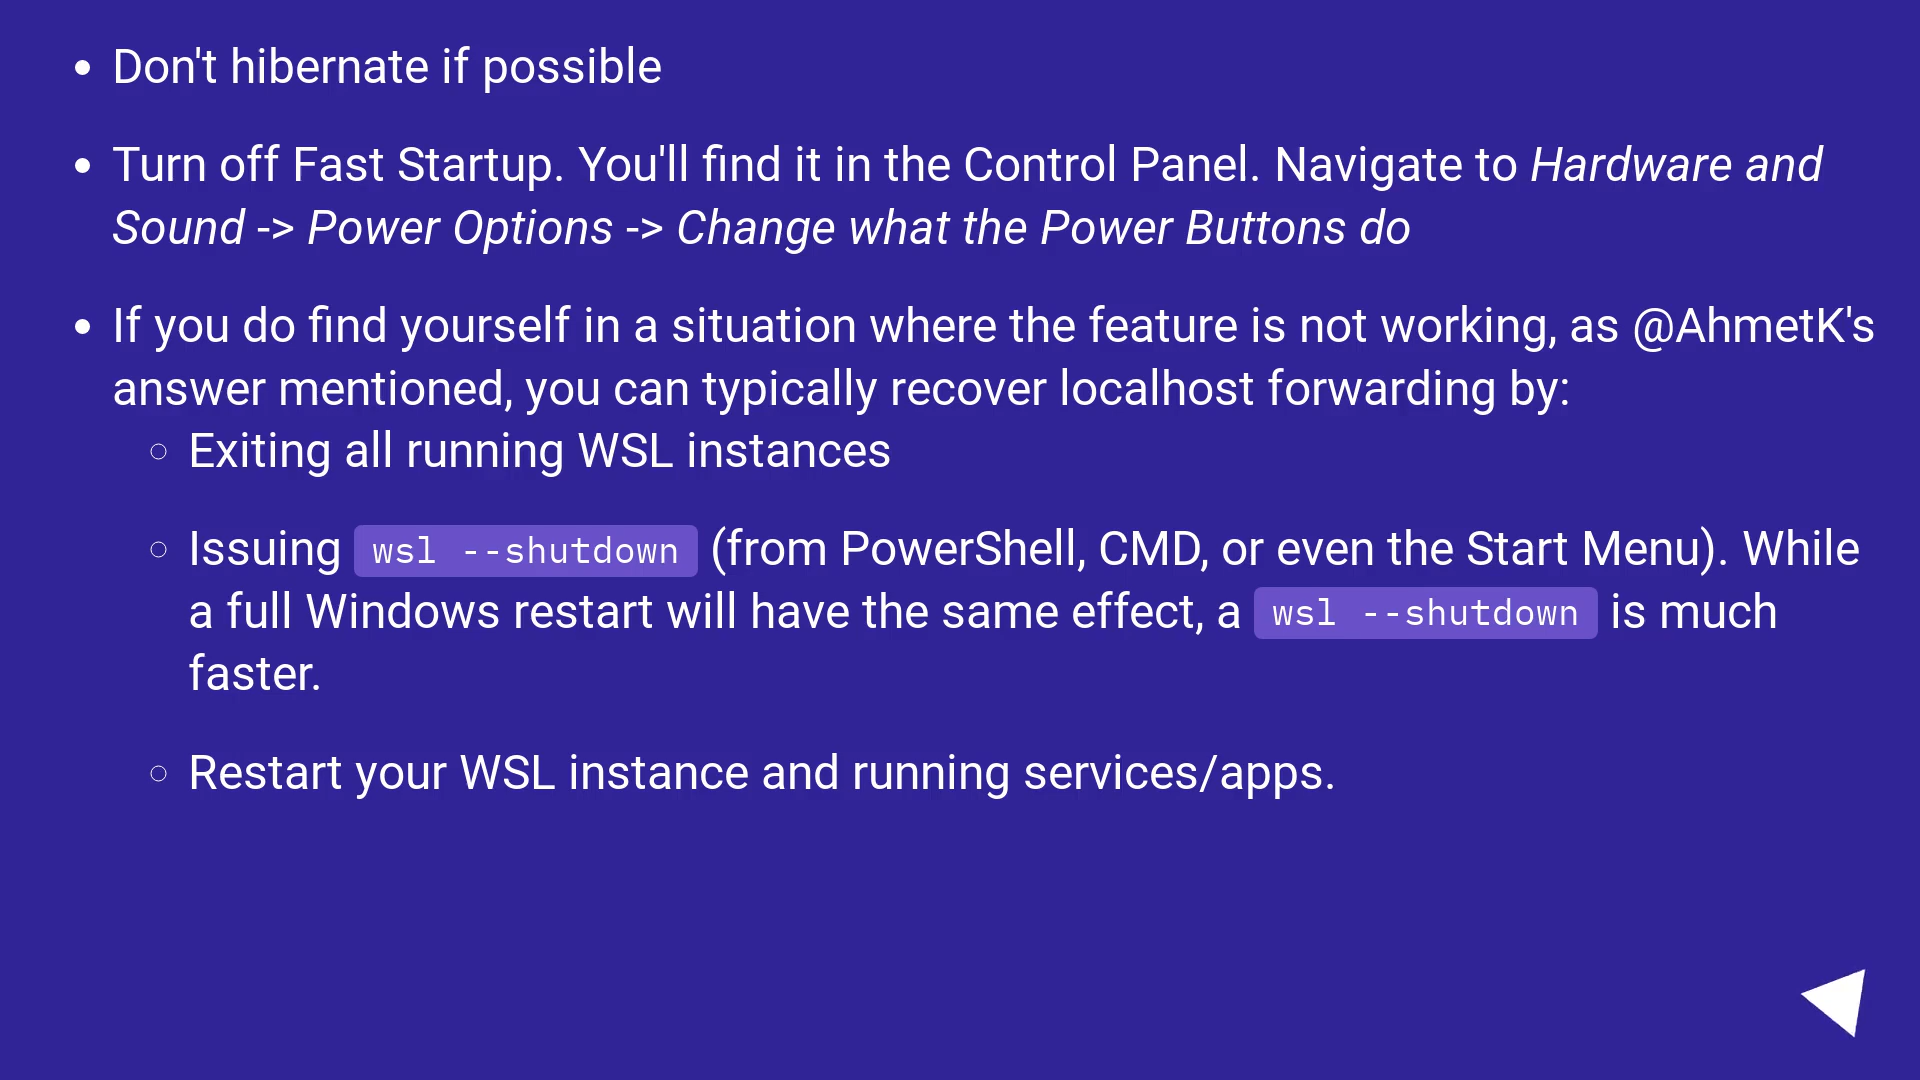 Don't hibernate if possible
Turn off Fast Startup. You'll find it in the Control Panel. Navigate to Hardware and
Sound -> Power Options -> Change what the Power Buttons do
If you do find yourself in a situation where the feature is not working, as @AhmetK's
answer mentioned, you can typically recover localhost forwarding by:
Exiting all running WSL instances
Issuing wsl --shutdown (from PowerShell, CMD, or even the Start Menu). While
a full Windows restart will have the same effect, a wsl --shutdown is much
faster.
Restart your WSL instance and running services/apps.